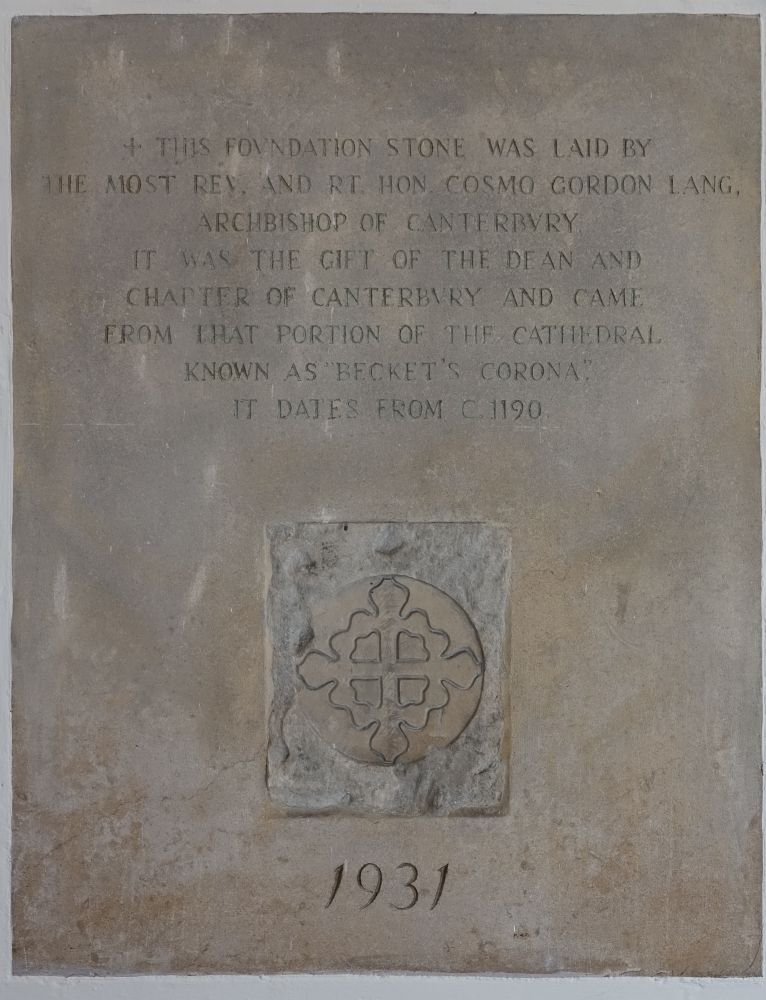 + THIS FOVNDATION STONE WAS LAID BY
THE MOST REV. AND RT. HON. COSMO GORDON LANG,
ARCHBISHOP OF CANTERBVRY
IT WAS THE GIFT OF THE DEAN AND
CHAPTER OF CANTERBVRY AND CAME
FROM THAT PORTION OF THE CATHEDRAL
KNOWN AS "BECKET'S CORONA".
IT DATES FROM C. 1190.
1931